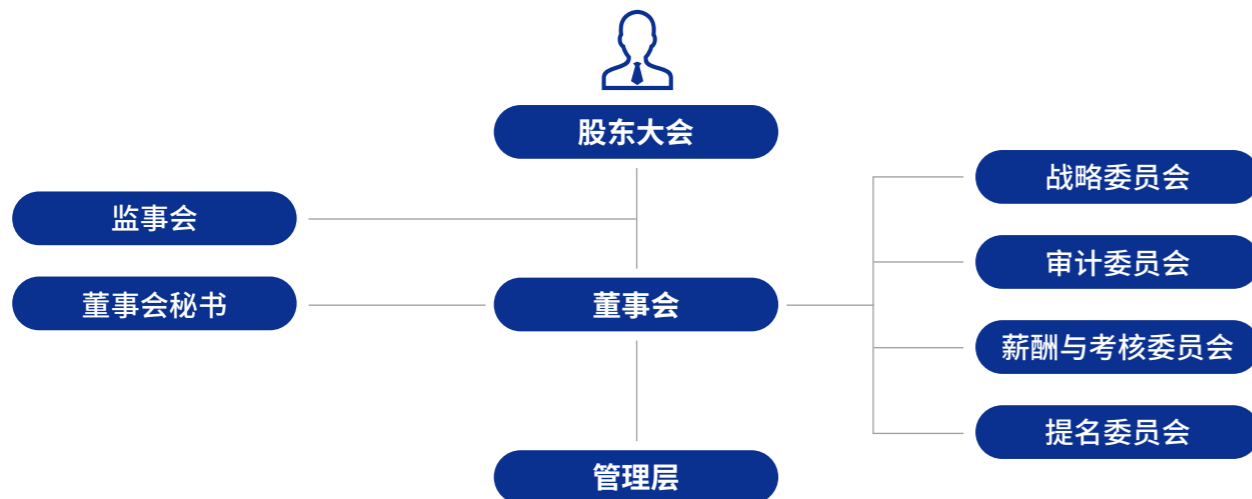 股东大会
监事会
董事会秘书
董事会
管理层
战略委员会
审计委员会
薪酬与考核委员会
提名委员会